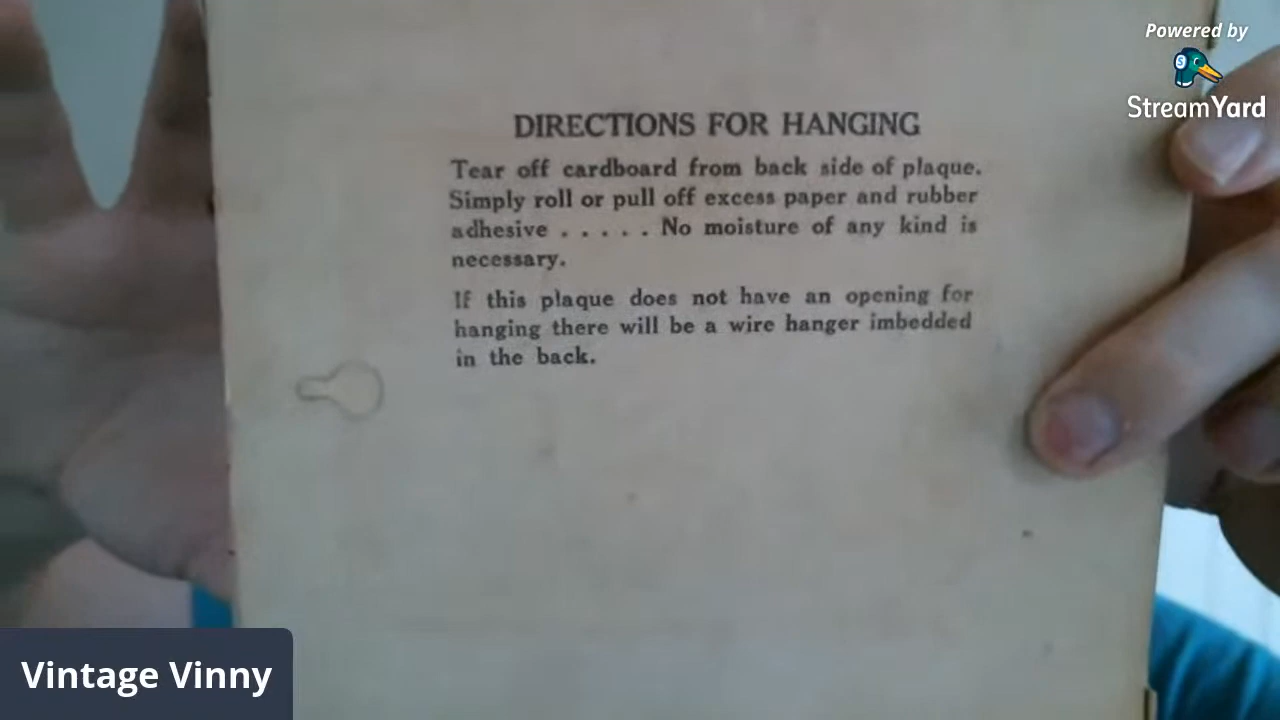 Powered by
StreamYard
DIRECTIONS FOR HANGING
Tear off cardboard from back side of plaque.
Simply roll or pull off excess paper and rubber
adhesive . . . . . No moisture of any kind is
necessary.
If this plaque does not have an opening for
hanging there will be a wire hanger imbedded
in the back.
Vintage Vinny